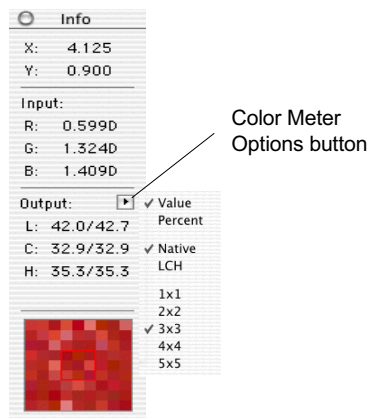 Info
X: 4.125
Y: 0.900
Input:
R: 0.599D
G: 1.324D
B: 1.409D
Output:
L: 42.0/42.7
C: 32.9/32.9
H: 35.3/35.3
Color Meter
Options button
✓ Value
Percent
✓ Native
LCH
1x1
2x2
✓ 3x3
4x4
5x5